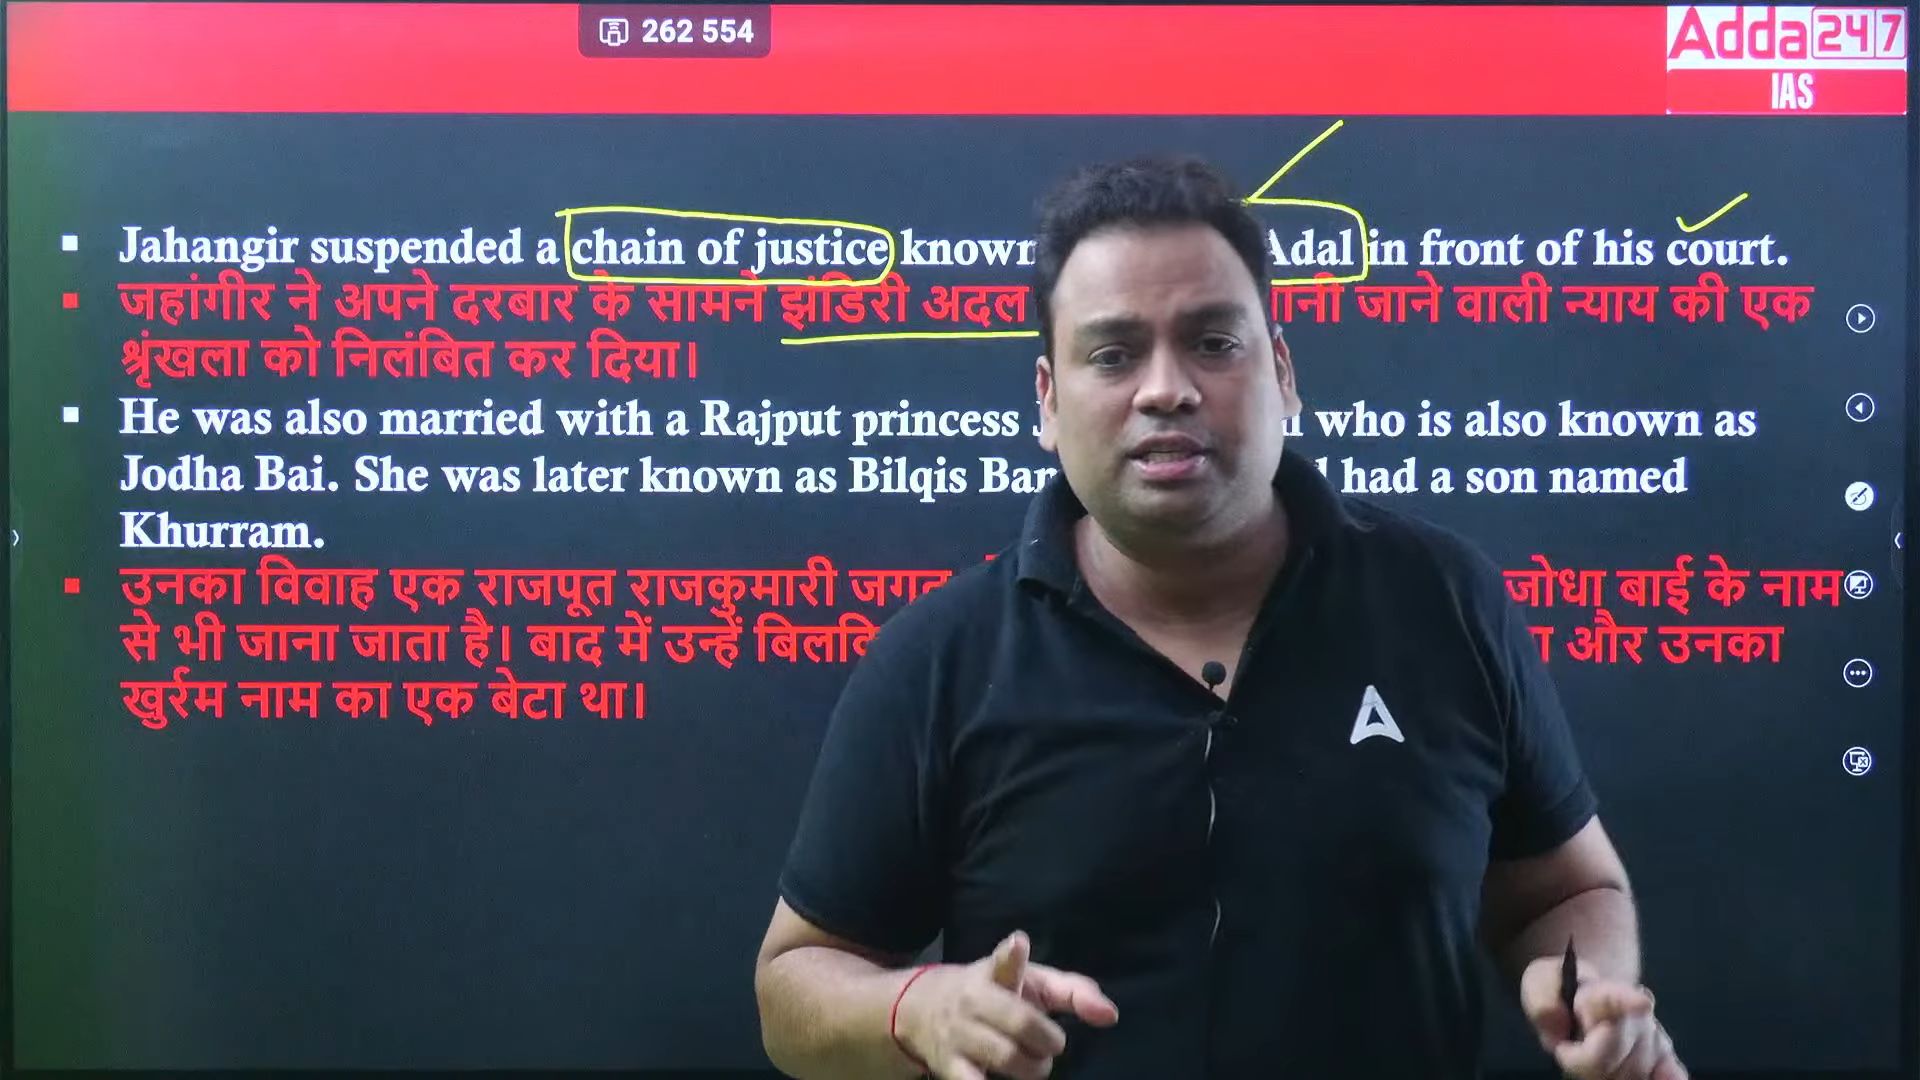 262 554
Adda247
IAS
Jahangir suspended a chain of justice known Adal in front of his court.
जहांगीर ने अपने दरबार के सामने झांडिरी अदल जाने वाली न्याय की एक
श्रृंखला को निलंबित कर दिया।
He was also married with a Rajput princess who is also known as
Jodha Bai. She was later known as Bilqis had a son named
Khurram.
उनका विवाह एक राजपूत राजकुमारी जगत जोधा बाई के नाम
से भी जाना जाता है। बाद में उन्हें और उनका
खुर्रम नाम का एक बेटा था।